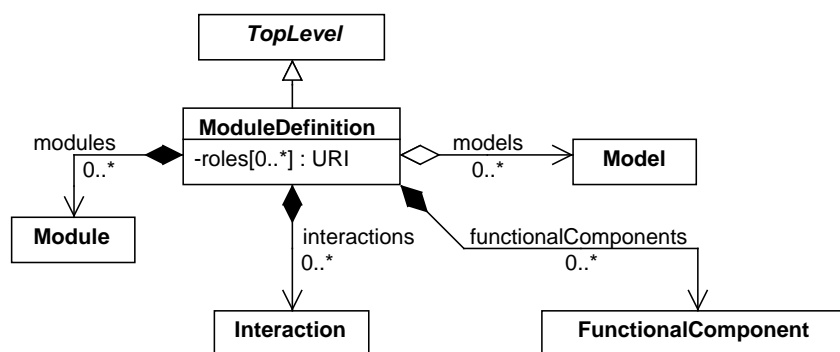 TopLevel
ModuleDefinition
-roles[0..*] : URI
modules
0..*
models
0..*
Model
Module
interactions
0..*
functionalComponents
0..*
Interaction
FunctionalComponent